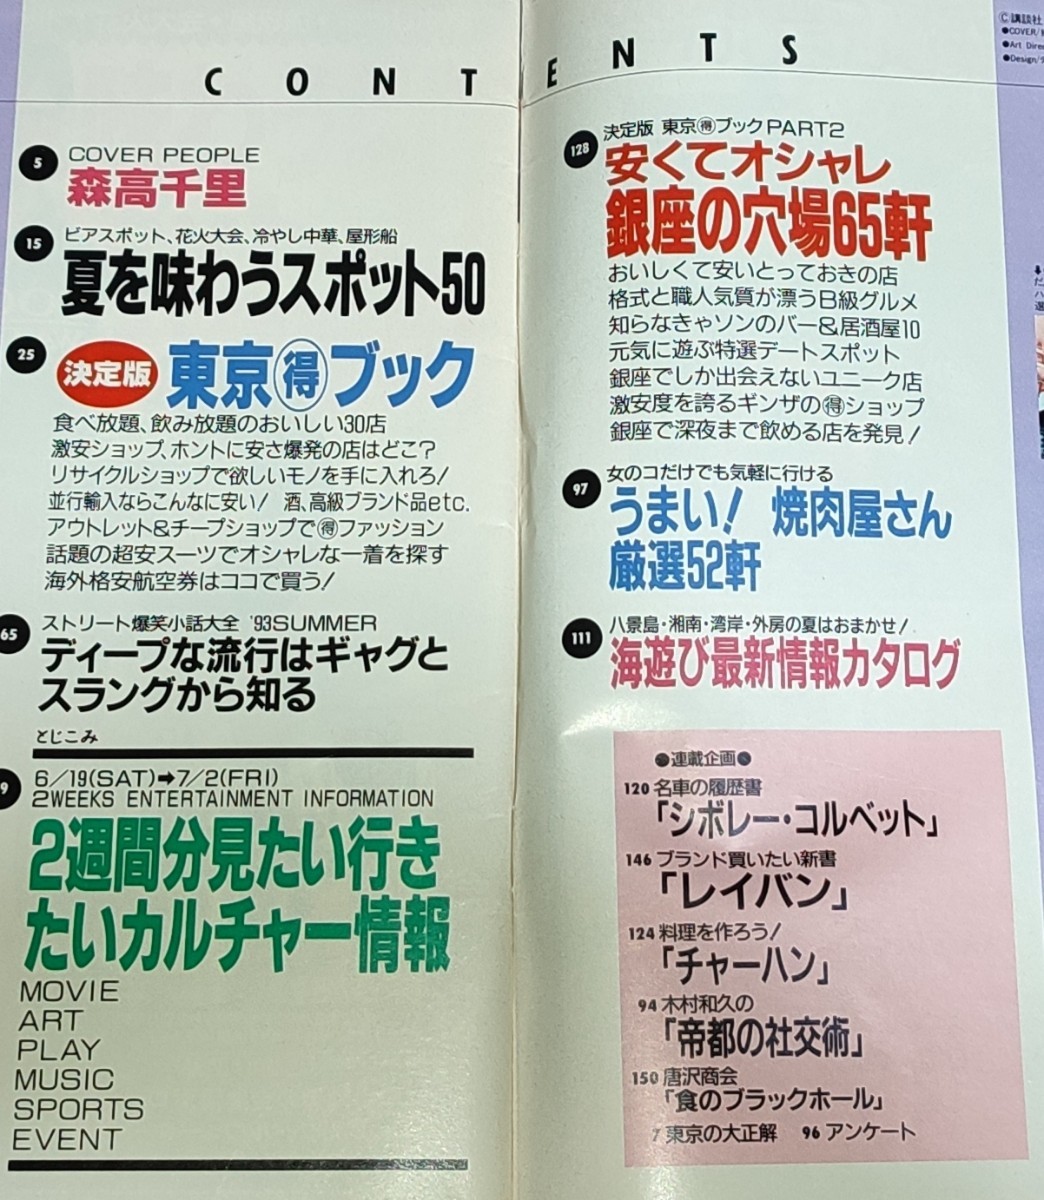 CONTENTS
5 COVER PEOPLE
森高千里
15 ビアスポット、花火大会、冷やし中華、屋形船
夏を味わうスポット50
25 決定版 東京㊝ブック
食べ放題、飲み放題のおいしい30店
激安ショップ、ホントに安さ爆発の店はどこ?
リサイクルショップで欲しいモノを手に入れろ!
並行輸入ならこんなに安い! 酒、高級ブランド品etc.
アウトレット&チープショップで得ファッション
話題の超安スーツでオシャレな一着を探す
海外格安航空券はココで買う!
65 ストリート爆笑小話大全 '93SUMMER
ディープな流行はギャグと
スラングから知る
とじこみ
9 6/19(SAT)➡7/2(FRI)
2WEEKS ENTERTAINMENT INFORMATION
2週間分見たい行き
たいカルチャー情報
MOVIE
ART
PLAY
MUSIC
SPORTS
EVENT
128 決定版 東京得ブックPART2
安くてオシャレ
銀座の穴場65軒
おいしくて安いとっておきの店
格式と職人気質が漂うB級グルメ
知らなきゃソンのバー&居酒屋10
元気に遊ぶ特選デートスポット
銀座でしか出会えないユニーク店
激安度を誇るギンザの得ショップ
銀座で深夜まで飲める店を発見!
97 女のコだけでも気軽に行ける
うまい! 焼肉屋さん
厳選52軒
111 八景島・湘南・湾岸・外房の夏はおまかせ!
海遊び最新情報カタログ
●連載企画●
120 名車の履歴書
「シボレー・コルベット」
146 ブランド買いたい新書
「レイバン」
124 料理を作ろう!
「チャーハン」
94 木村和久の
「帝都の社交術」
150 唐沢商会
「食のブラックホール」
7 東京の大正解 96 アンケート
©講談社
●COVER/
●Art Dire
●Design/